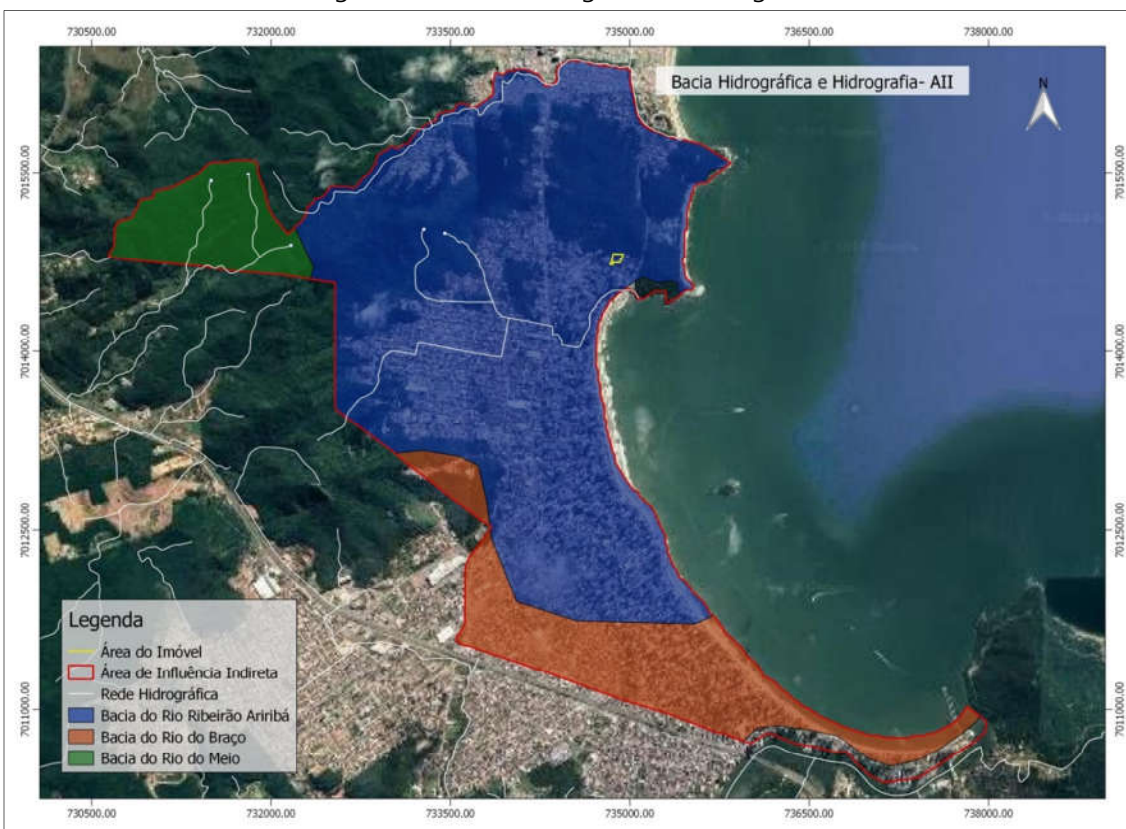 730500.00 732000.00 733500.00 735000.00 736500.00 738000.00
Bacia Hidrográfica e Hidrografia- AII
N
7015500.00 7015500.00
7014000.00 7014000.00
7012500.00 7012500.00
7011000.00 7011000.00
Legenda
Área do Imóvel
Área de Influência Indireta
Rede Hidrográfica
Bacia do Rio Ribeirão Ariribá
Bacia do Rio do Braço
Bacia do Rio do Meio
730500.00 732000.00 733500.00 735000.00 736500.00 738000.00